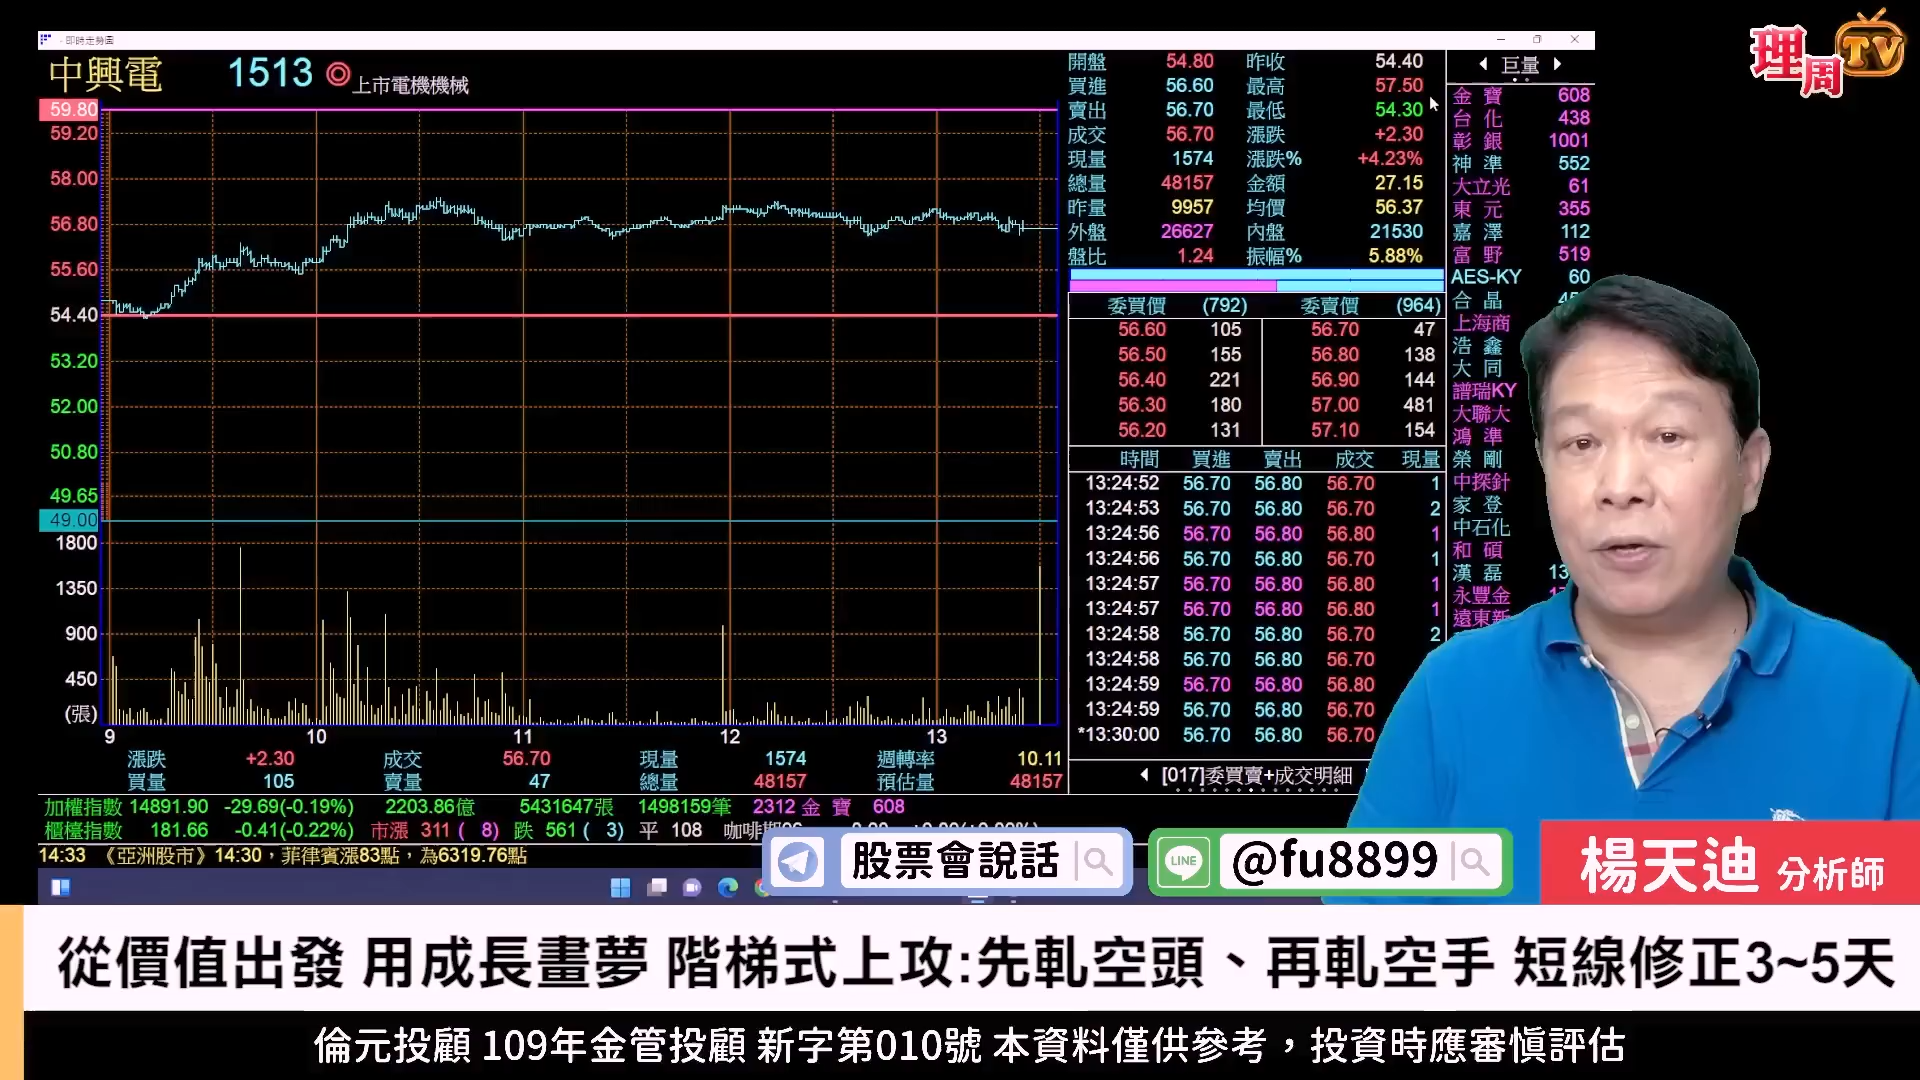 即時走勢圖
理周TV
中興電 1513 ◎上市電機機械
59.80
59.20
58.00
56.80
55.60
54.40
53.20
52.00
50.80
49.65
49.00
1800
1350
900
450
(張)
9 10 11 12 13
漲跌 +2.30 成交 56.70 現量 1574 週轉率 10.11
買量 105 賣量 47 總量 48157 預估量 48157
開盤 54.80 昨收 54.40
買進 56.60 最高 57.50
賣出 56.70 最低 54.30
成交 56.70 漲跌 +2.30
現量 1574 漲跌% +4.23%
總量 48157 金額 27.15
昨量 9957 均價 56.37
外盤 26627 內盤 21530
盤比 1.24 振幅% 5.88%
委買價 (792) 委賣價 (964)
56.60 105 56.70 47
56.50 155 56.80 138
56.40 221 56.90 144
56.30 180 57.00 481
56.20 131 57.10 154
時間 買進 賣出 成交 現量
13:24:52 56.70 56.80 56.70 1
13:24:53 56.70 56.80 56.70 2
13:24:56 56.70 56.80 56.80 1
13:24:56 56.70 56.80 56.70 1
13:24:57 56.70 56.80 56.80 1
13:24:57 56.70 56.80 56.80 1
13:24:58 56.70 56.80 56.70 2
13:24:58 56.70 56.80 56.70
13:24:59 56.70 56.80 56.80
13:24:59 56.70 56.80 56.70
*13:30:00 56.70 56.80 56.70
[017]委買賣+成交明細
巨量
金寶 608
台化 438
彰銀 1001
神準 552
大立光 61
東元 355
嘉澤 112
富野 519
AES-KY 60
合晶
上海商
浩鑫
大同
譜瑞KY
大聯大
鴻準
榮剛
中探針
家登
中石化
和碩
漢磊
永豐金
遠東新
加權指數 14891.90 -29.69(-0.19%) 2203.86億 5431647張 1498159筆 2312 金寶 608
櫃檯指數 181.66 -0.41(-0.22%) 市漲 311 ( 8) 跌 561 ( 3) 平 108
14:33 《亞洲股市》14:30，菲律賓漲83點，為6319.76點
股票會說話
LINE @fu8899
楊天迪 分析師
從價值出發 用成長畫夢 階梯式上攻:先軋空頭、再軋空手 短線修正3~5天
倫元投顧 109年金管投顧 新字第010號 本資料僅供參考，投資時應審慎評估